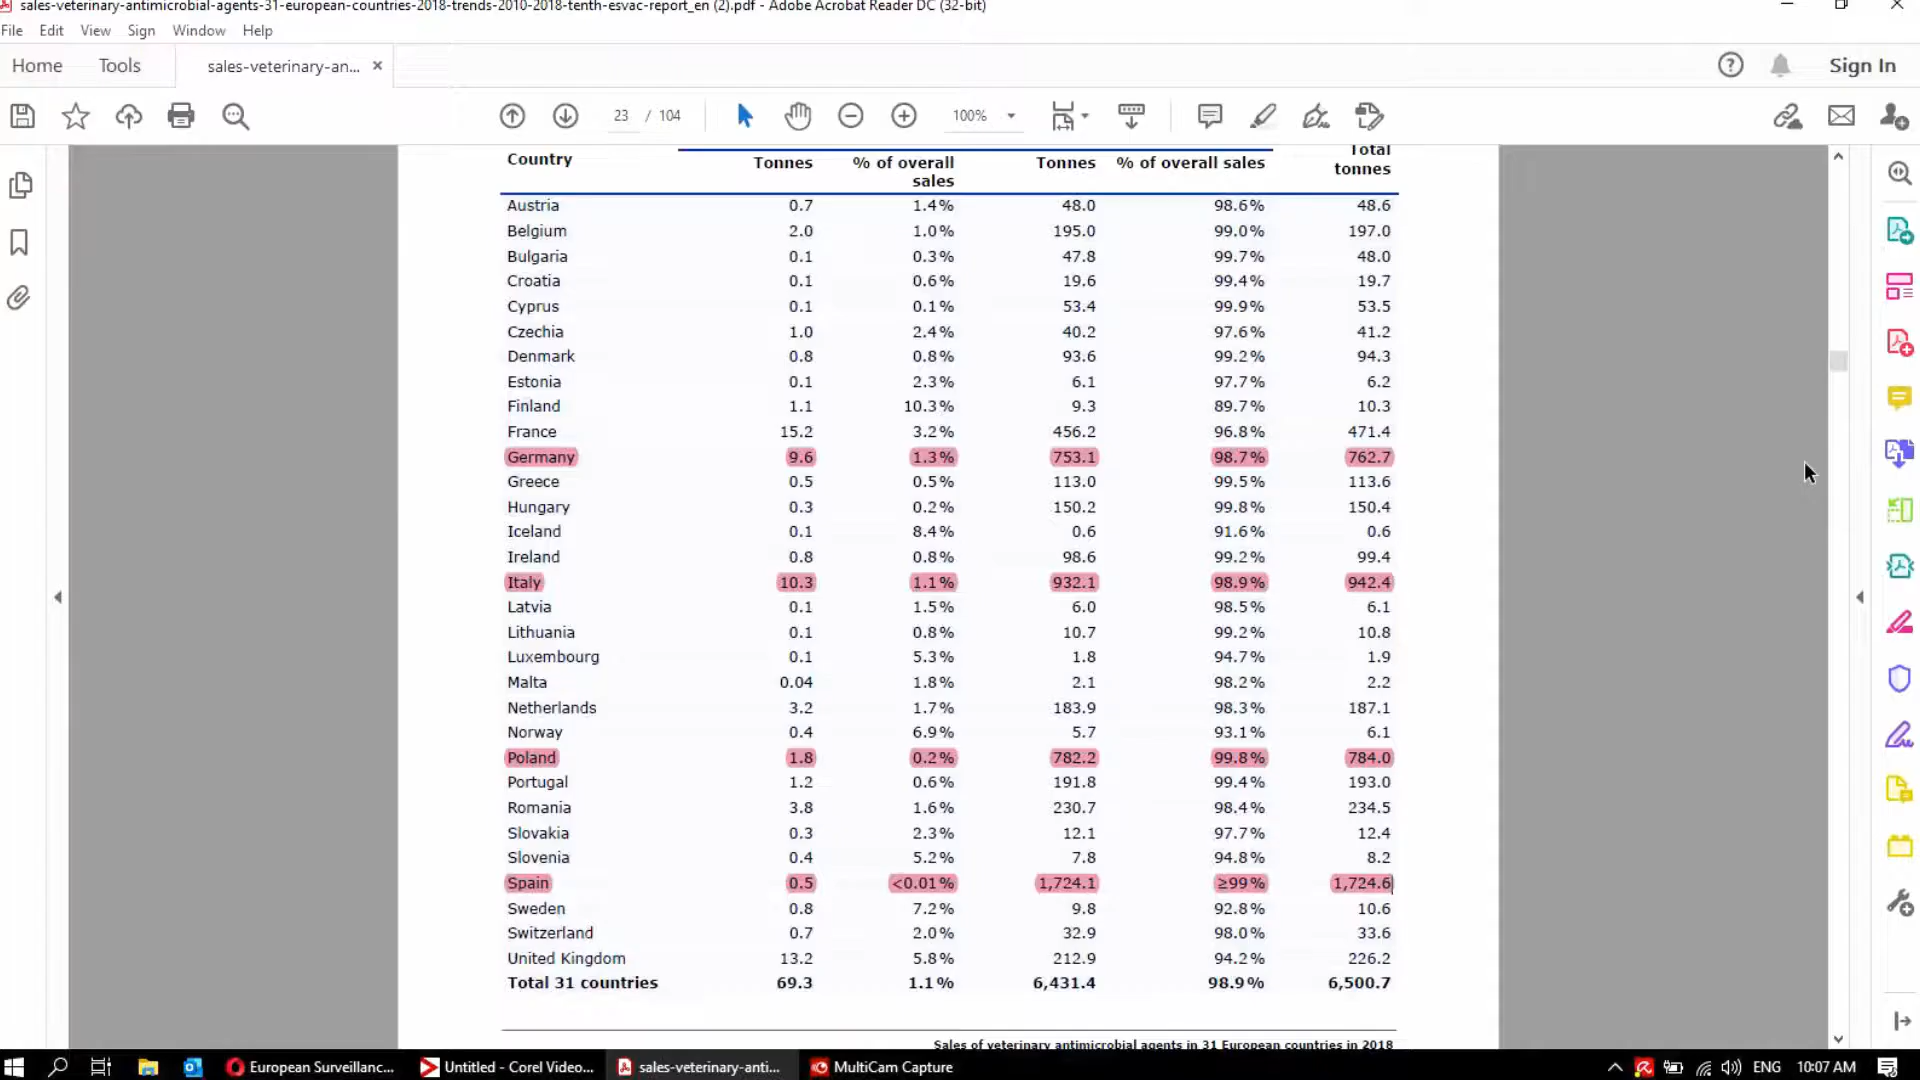 sales-veterinary-antimicrobial-agents-31-european-countries-2018-trends-2010-2018-tenth-esvac-report_en (2).pdf - Adobe Acrobat Reader DC (32-bit)
File Edit View Sign Window Help
Home Tools sales-veterinary-an... × Sign In
23 / 104 100%
Country Tonnes % of overall sales Tonnes % of overall sales Total tonnes
Austria 0.7 1.4% 48.0 98.6% 48.6
Belgium 2.0 1.0% 195.0 99.0% 197.0
Bulgaria 0.1 0.3% 47.8 99.7% 48.0
Croatia 0.1 0.6% 19.6 99.4% 19.7
Cyprus 0.1 0.1% 53.4 99.9% 53.5
Czechia 1.0 2.4% 40.2 97.6% 41.2
Denmark 0.8 0.8% 93.6 99.2% 94.3
Estonia 0.1 2.3% 6.1 97.7% 6.2
Finland 1.1 10.3% 9.3 89.7% 10.3
France 15.2 3.2% 456.2 96.8% 471.4
Germany 9.6 1.3% 753.1 98.7% 762.7
Greece 0.5 0.5% 113.0 99.5% 113.6
Hungary 0.3 0.2% 150.2 99.8% 150.4
Iceland 0.1 8.4% 0.6 91.6% 0.6
Ireland 0.8 0.8% 98.6 99.2% 99.4
Italy 10.3 1.1% 932.1 98.9% 942.4
Latvia 0.1 1.5% 6.0 98.5% 6.1
Lithuania 0.1 0.8% 10.7 99.2% 10.8
Luxembourg 0.1 5.3% 1.8 94.7% 1.9
Malta 0.04 1.8% 2.1 98.2% 2.2
Netherlands 3.2 1.7% 183.9 98.3% 187.1
Norway 0.4 6.9% 5.7 93.1% 6.1
Poland 1.8 0.2% 782.2 99.8% 784.0
Portugal 1.2 0.6% 191.8 99.4% 193.0
Romania 3.8 1.6% 230.7 98.4% 234.5
Slovakia 0.3 2.3% 12.1 97.7% 12.4
Slovenia 0.4 5.2% 7.8 94.8% 8.2
Spain 0.5 <0.01% 1,724.1 ≥99% 1,724.6
Sweden 0.8 7.2% 9.8 92.8% 10.6
Switzerland 0.7 2.0% 32.9 98.0% 33.6
United Kingdom 13.2 5.8% 212.9 94.2% 226.2
Total 31 countries 69.3 1.1% 6,431.4 98.9% 6,500.7
Sales of veterinary antimicrobial agents in 31 European countries in 2018
European Surveillanc... Untitled - Corel Video... sales-veterinary-anti... MultiCam Capture ENG 10:07 AM